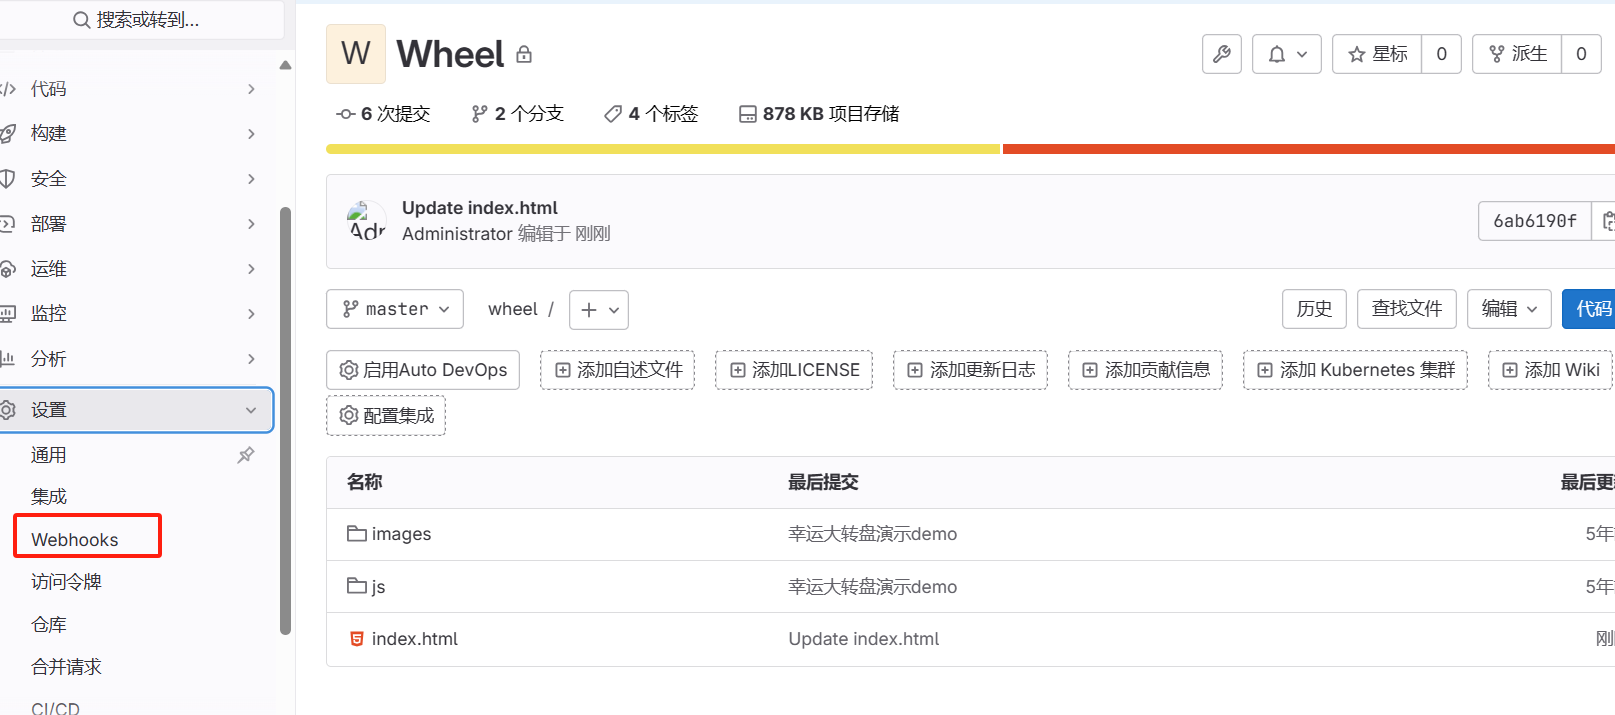 搜索或转到...
代码
构建
安全
部署
运维
监控
分析
设置
通用
集成
Webhooks
访问令牌
仓库
合并请求
CI/CD
W Wheel
星标 0
派生 0
6 次提交 2 个分支 4 个标签 878 KB 项目存储
Update index.html
Administrator 编辑于 刚刚
6ab6190f
master wheel / +
历史 查找文件 编辑 代码
启用Auto DevOps 添加自述文件 添加LICENSE 添加更新日志 添加贡献信息 添加 Kubernetes 集群 添加 Wiki
配置集成
名称 最后提交 最后更
images 幸运大转盘演示demo 5年
js 幸运大转盘演示demo 5年
index.html Update index.html 刚